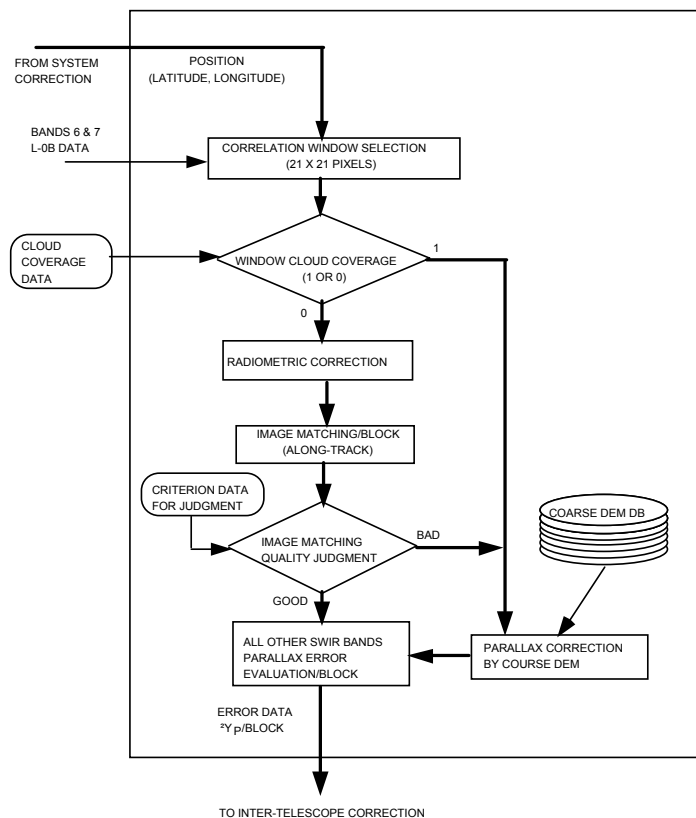 FROM SYSTEM
CORRECTION
POSITION
(LATITUDE, LONGITUDE)
BANDS 6 & 7
L-0B DATA
CORRELATION WINDOW SELECTION
(21 X 21 PIXELS)
CLOUD
COVERAGE
DATA
WINDOW CLOUD COVERAGE
(1 OR 0)
1
0
RADIOMETRIC CORRECTION
IMAGE MATCHING/BLOCK
(ALONG-TRACK)
CRITERION DATA
FOR JUDGMENT
IMAGE MATCHING
QUALITY JUDGMENT
BAD
GOOD
COARSE DEM DB
ALL OTHER SWIR BANDS
PARALLAX ERROR
EVALUATION/BLOCK
PARALLAX CORRECTION
BY COURSE DEM
ERROR DATA
²Yp/BLOCK
TO INTER-TELESCOPE CORRECTION